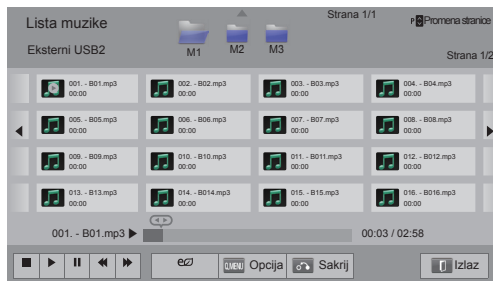 Lista muzike
Strana 1/1
P Promena stranice
Eksterni USB2
M1 M2 M3
Strana 1/2
001. - B01.mp3 002. - B02.mp3 003. - B03.mp3 004. - B04.mp3
00:00 00:00 00:00 00:00
005. - B05.mp3 006. - B06.mp3 007. - B07.mp3 008. - B08.mp3
00:00 00:00 00:00 00:00
009. - B09.mp3 010. - B10.mp3 011. - B011.mp3 012. - B012.mp3
00:00 00:00 00:00 00:00
013. - B13.mp3 014. - B014.mp3 015. - B15.mp3 016. - B016.mp3
00:00 00:00 00:00 00:00
001. - B01.mp3 00:03 / 02:58
Q.MENU Opcija Sakrij Izlaz